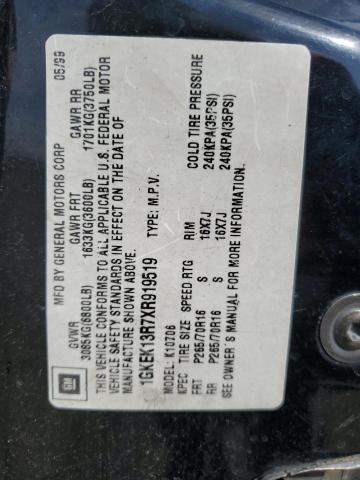 MFD BY GENERAL MOTORS CORP 05/99
GVWR GAWR FRT GAWR RR
3085KG(6800LB) 1633KG(3600LB) 1701KG(3750LB)
THIS VEHICLE CONFORMS TO ALL APPLICABLE U.S. FEDERAL MOTOR
VEHICLE SAFETY STANDARDS IN EFFECT ON THE DATE OF
MANUFACTURE SHOWN ABOVE.
1GKEK13R7XR919519 TYPE: M.P.V.
MODEL: K10706
KPEC TIRE SIZE SPEED RTG RIM COLD TIRE PRESSURE
FRT P265/70R16 S 16X7J 240KPA(35PSI)
RR P265/70R16 S 16X7J 240KPA(35PSI)
SEE OWNER'S MANUAL FOR MORE INFORMATION.
GM